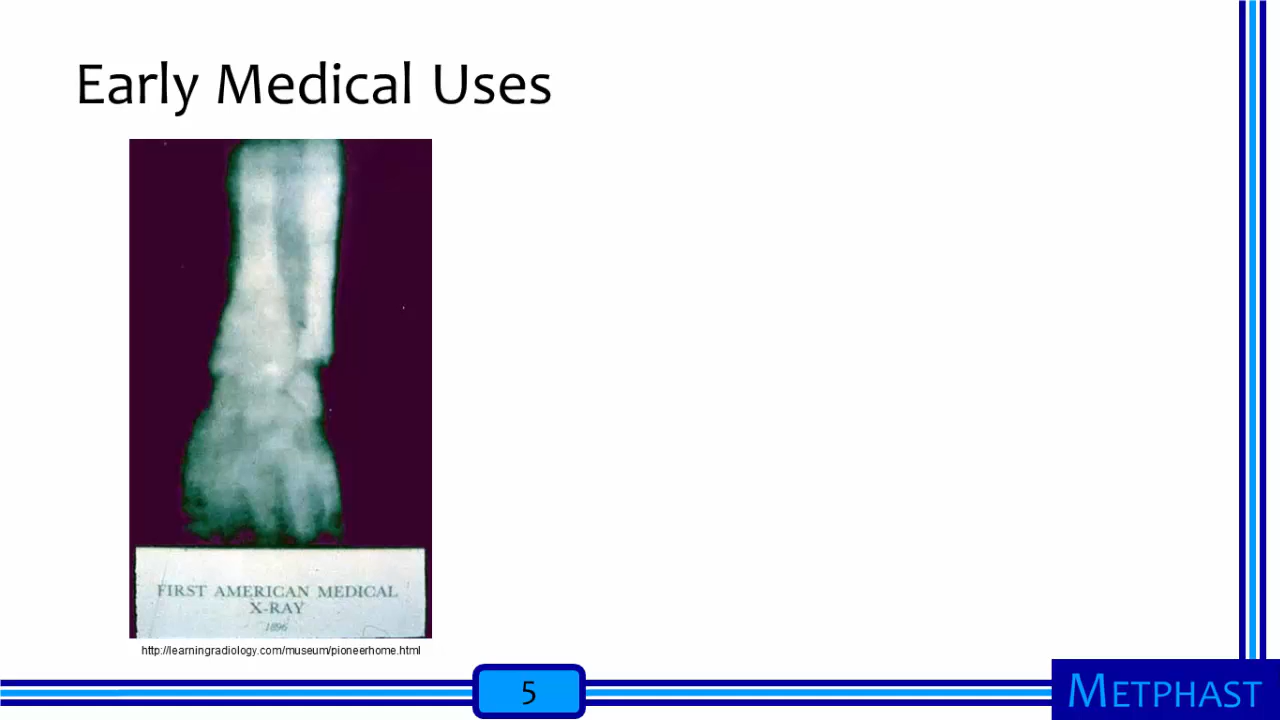 Early Medical Uses
FIRST AMERICAN MEDICAL
X-RAY
1896
http://learningradiology.com/museum/pioneerhome.html
5
METPHAST